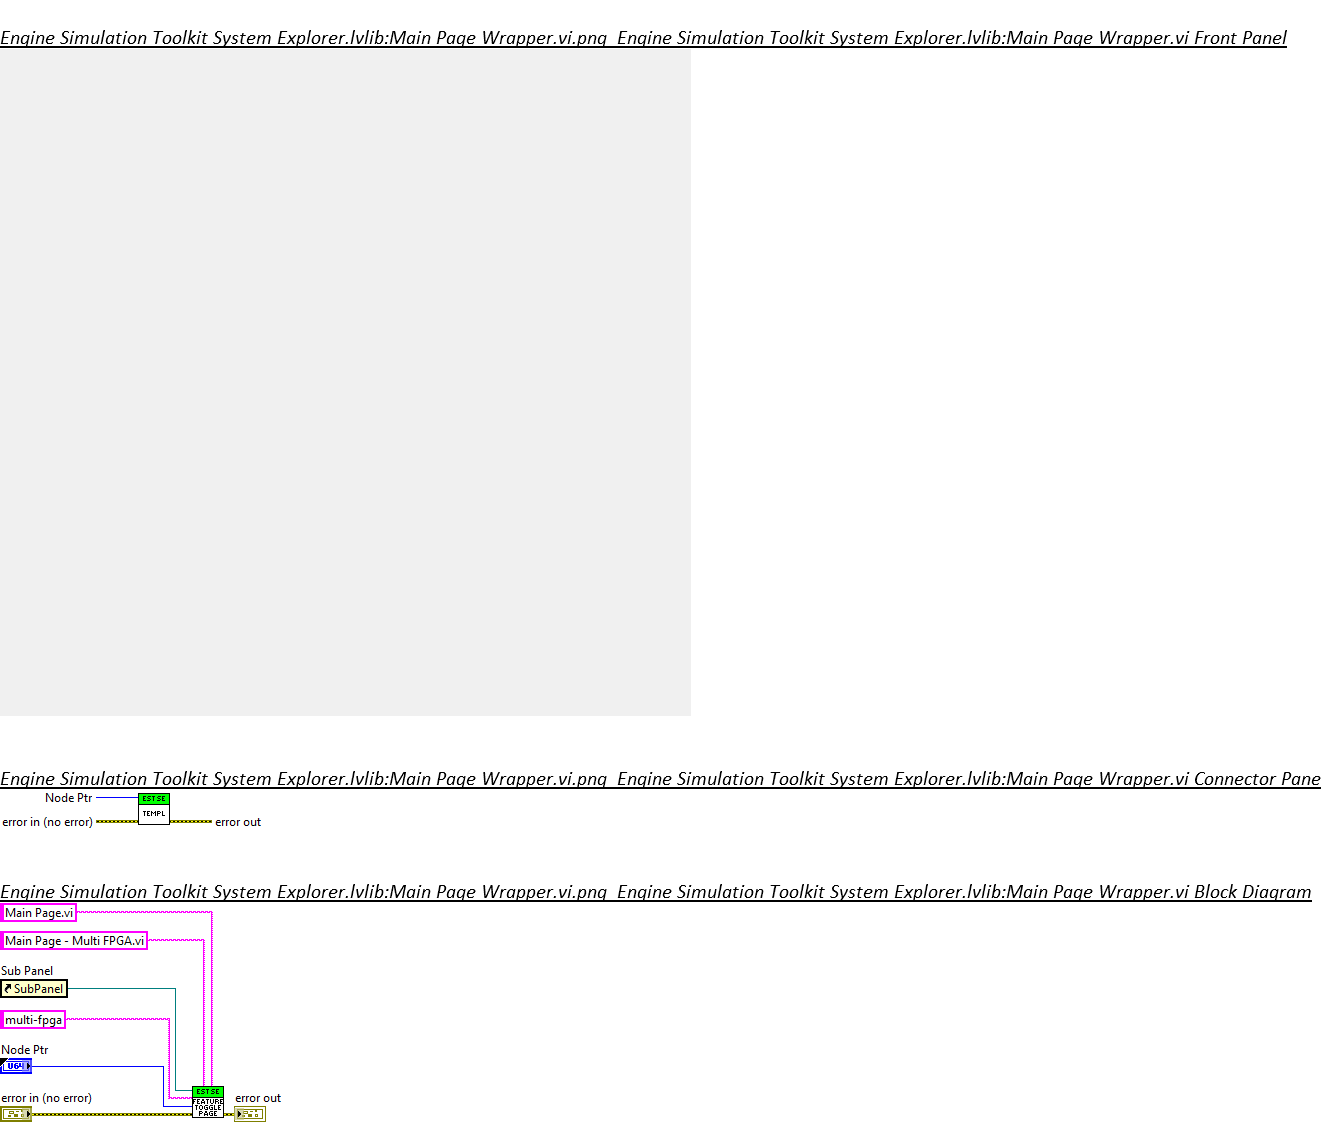 Engine Simulation Toolkit System Explorer.lvlib:Main Page Wrapper.vi.png  Engine Simulation Toolkit System Explorer.lvlib:Main Page Wrapper.vi Front Panel
Engine Simulation Toolkit System Explorer.lvlib:Main Page Wrapper.vi.png  Engine Simulation Toolkit System Explorer.lvlib:Main Page Wrapper.vi Connector Pane
Node Ptr
EST SE
TEMPL
error in (no error)
error out
Engine Simulation Toolkit System Explorer.lvlib:Main Page Wrapper.vi.png  Engine Simulation Toolkit System Explorer.lvlib:Main Page Wrapper.vi Block Diagram
Main Page.vi
Main Page - Multi FPGA.vi
Sub Panel
SubPanel
multi-fpga
Node Ptr
U64
error in (no error)
EST SE
FEATURE
TOGGLE
PAGE
error out